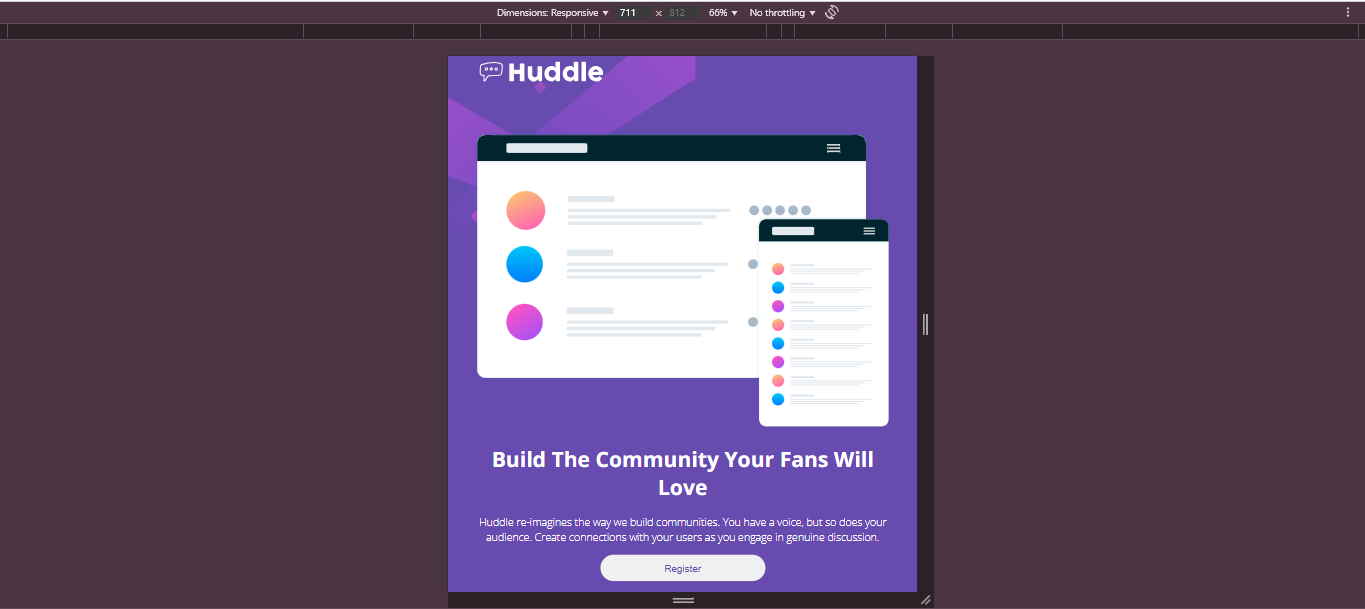 Dimensions: Responsive 711 × 812 66% No throttling
Huddle
Build The Community Your Fans Will
Love
Huddle re-imagines the way we build communities. You have a voice, but so does your
audience. Create connections with your users as you engage in genuine discussion.
Register